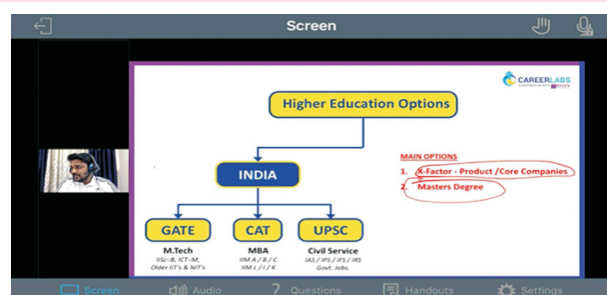 Screen
CAREERLABS
Higher Education Options
INDIA
MAIN OPTIONS
1. X-Factor - Product /Core Companies
2. Masters Degree
GATE
CAT
UPSC
M.Tech
MBA
Civil Service
IISc-B, ICT-M,
IIM A / B / C
IAS / IPS / IFS / IRS
Older IIT's & NIT's
IIM L / I / K
Govt. Jobs.
Screen
Audio
? Questions
Handouts
Settings